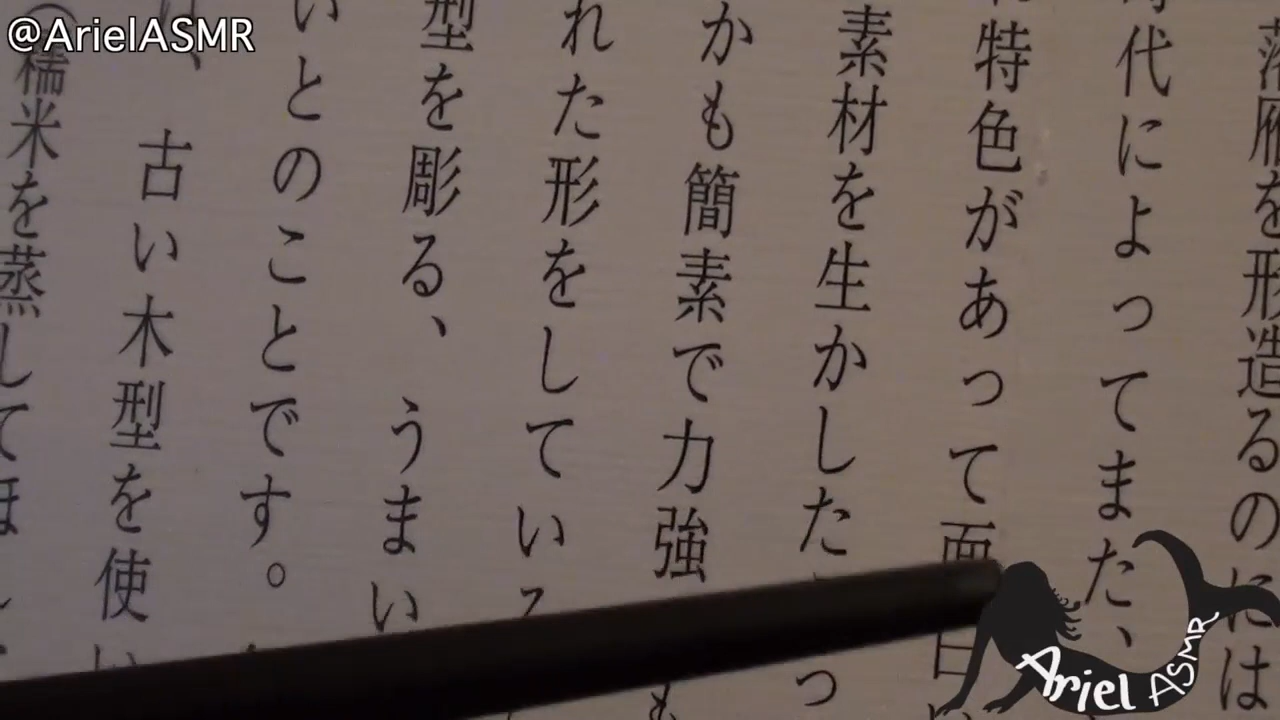 @ArielASMR
落雁を形造るのには
時代によってまた、
特色があって面白
素材を生かした
かも簡素で力強
れた形をしている
型を彫る、うまい
いとのことです。
は、古い木型を使い
(糯米を蒸してほ
Ariel ASMR